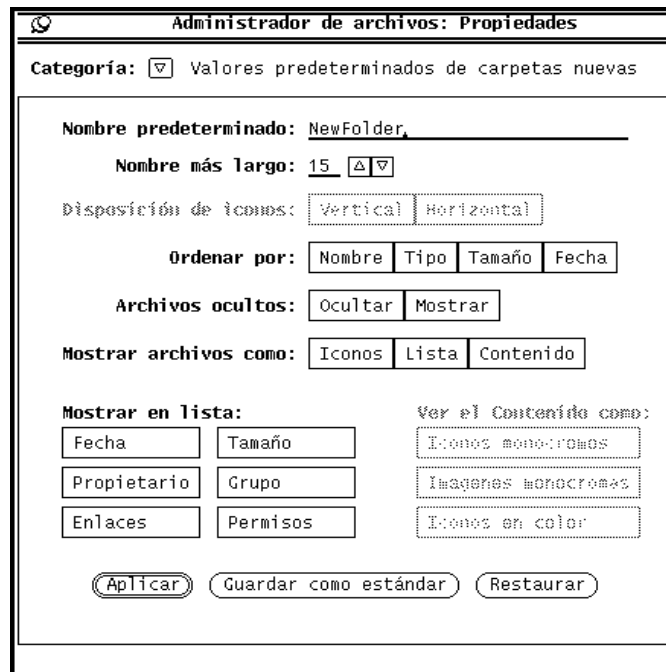 Administrador de archivos: Propiedades
Categoría: Valores predeterminados de carpetas nuevas
Nombre predeterminado: NewFolder
Nombre más largo: 15
Disposición de iconos: Vertical Horizontal
Ordenar por: Nombre Tipo Tamaño Fecha
Archivos ocultos: Ocultar Mostrar
Mostrar archivos como: Iconos Lista Contenido
Mostrar en lista: Ver el Contenido como:
Fecha Tamaño Iconos monocromos
Propietario Grupo Imagenes monocromas
Enlaces Permisos Iconos en color
Aplicar Guardar como estándar Restaurar